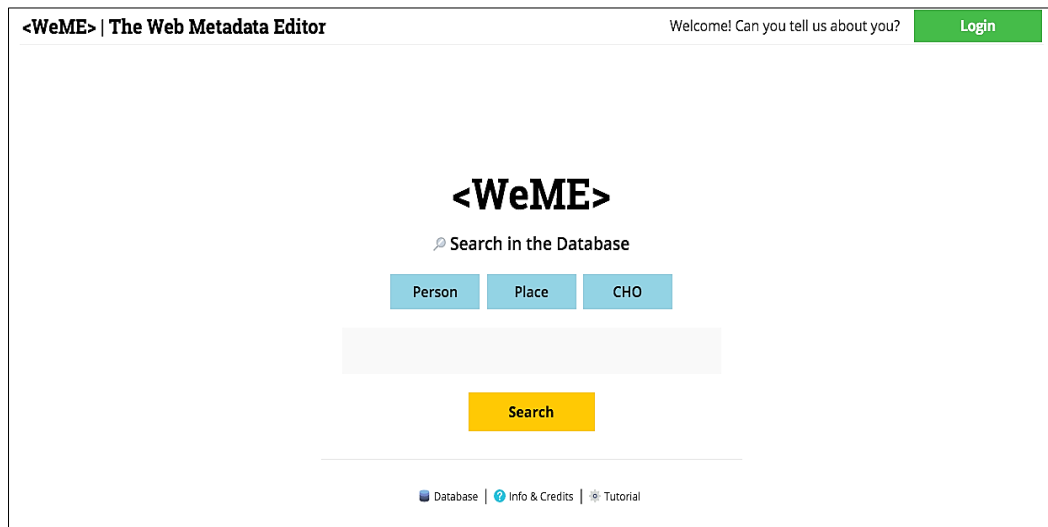 <WeME> | The Web Metadata Editor
Welcome! Can you tell us about you?
Login
<WeME>
Search in the Database
Person Place CHO
Search
Database | Info & Credits | Tutorial